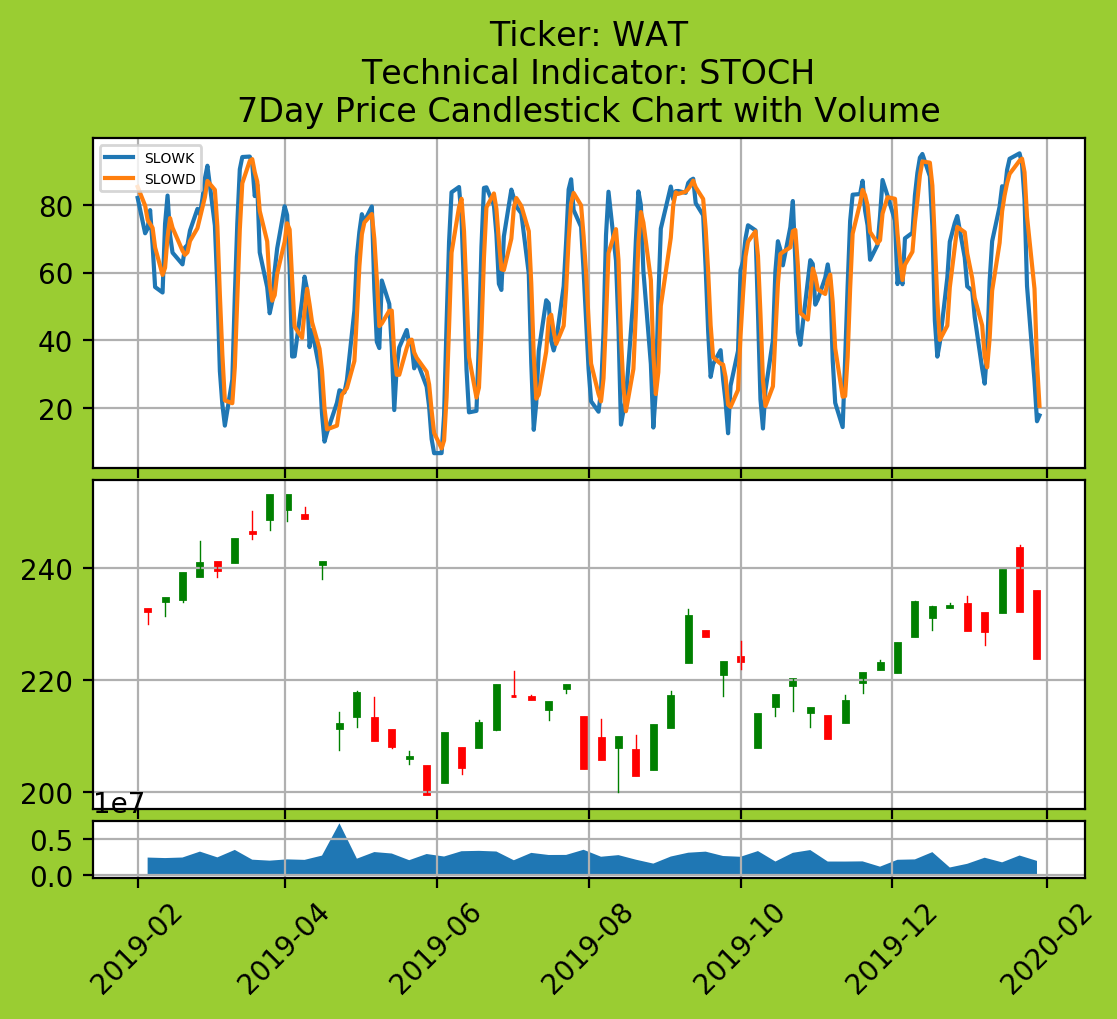 Ticker: WAT
Technical Indicator: STOCH
7Day Price Candlestick Chart with Volume
SLOWK
SLOWD
80
60
40
20
240
220
200
1e7
0.5
0.0
2019-02
2019-04
2019-06
2019-08
2019-10
2019-12
2020-02